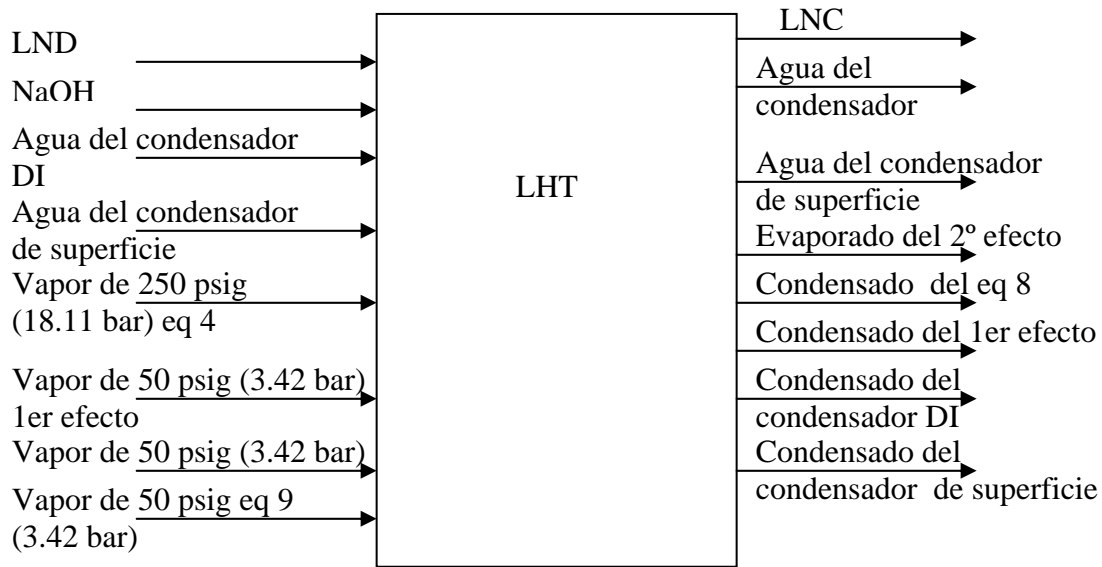 LND
NaOH
Agua del condensador
DI
Agua del condensador
de superficie
Vapor de 250 psig
(18.11 bar) eq 4
Vapor de 50 psig (3.42 bar)
1er efecto
Vapor de 50 psig (3.42 bar)
Vapor de 50 psig eq 9
(3.42 bar)
LHT
LNC
Agua del
condensador
Agua del condensador
de superficie
Evaporado del 2º efecto
Condensado del eq 8
Condensado del 1er efecto
Condensado del
condensador DI
Condensado del
condensador de superficie